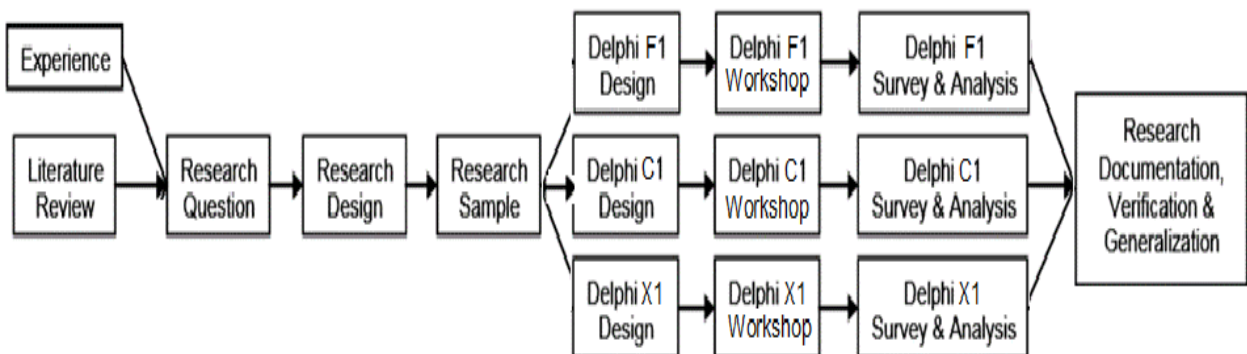 Experience
Literature
Review
Research
Question
Research
Design
Research
Sample
Delphi F1
Design
Delphi F1
Workshop
Delphi F1
Survey & Analysis
Delphi C1
Design
Delphi C1
Workshop
Delphi C1
Survey & Analysis
Delphi X1
Design
Delphi X1
Workshop
Delphi X1
Survey & Analysis
Research
Documentation,
Verification &
Generalization